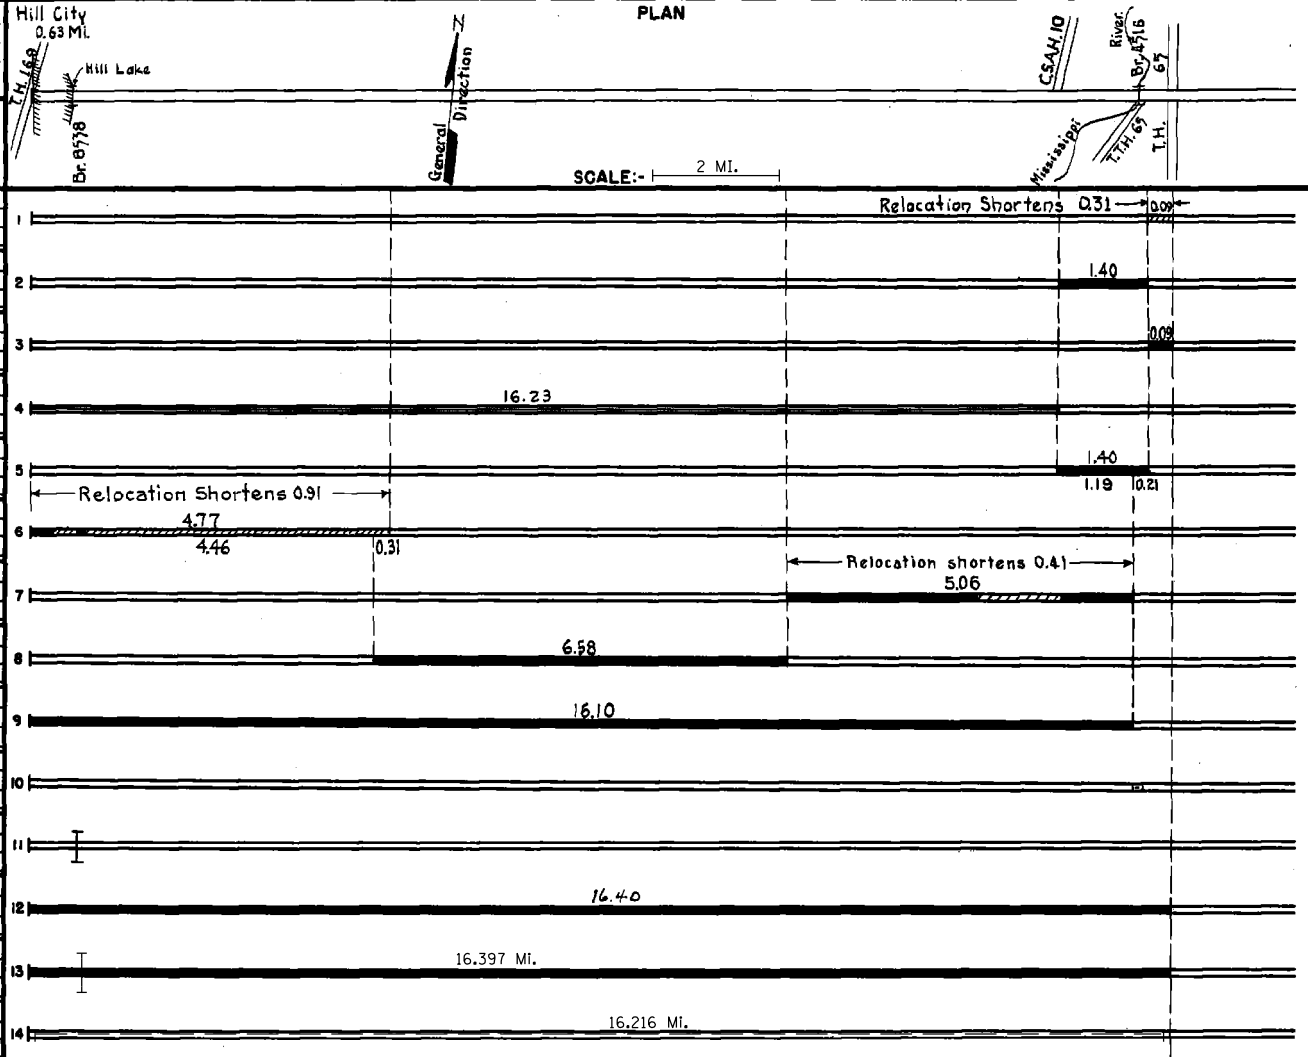 PLAN
Hill City
0.63 Mi.
T.H. 169
Hill Lake
Br. 8538
N
General Direction
SCALE:- 2 MI.
C.S.A.H. 10
River
Br. 4516
T.H. 65
Mississippi
T.T.H. 65
1 Relocation Shortens 0.31 0.09
2 1.40
3 0.09
4 16.23
5 1.40
1.19 0.21
Relocation Shortens 0.91
6 4.77
4.46 0.31
Relocation shortens 0.41
7 5.06
8 6.58
9 16.10
10
11
12 16.40
13 16.397 Mi.
14 16.216 Mi.